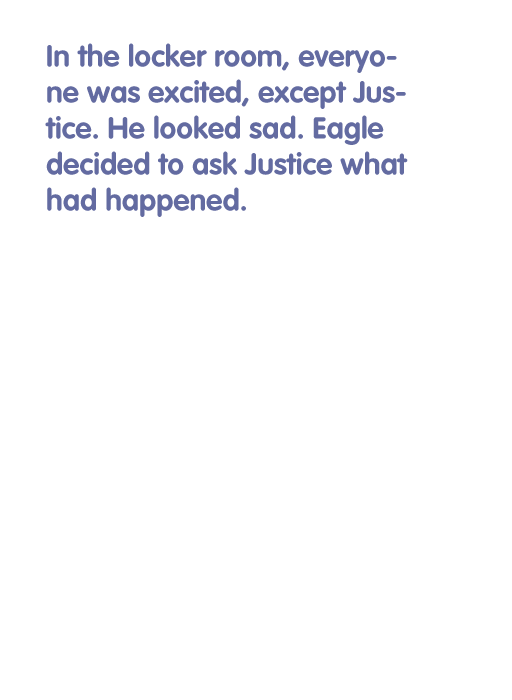 In the locker room, everyo-
ne was excited, except Jus-
tice. He looked sad. Eagle
decided to ask Justice what
had happened.